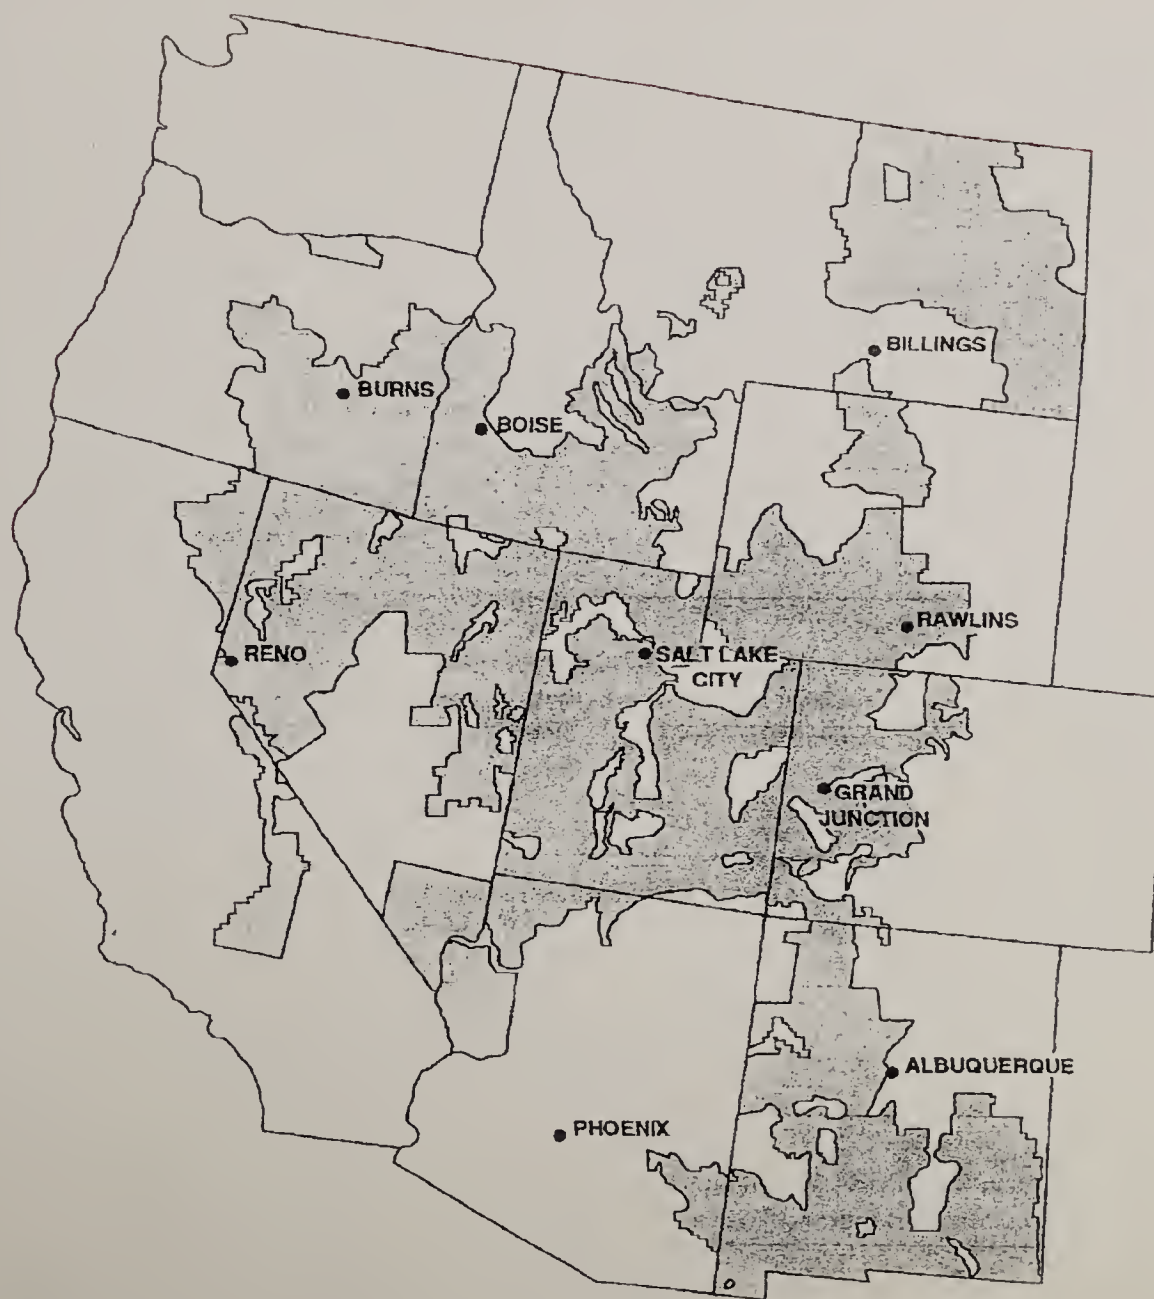 BILLINGS
BURNS
BOISE
RAWLINS
RENO
SALT LAKE
CITY
GRAND
JUNCTION
ALBUQUERQUE
PHOENIX